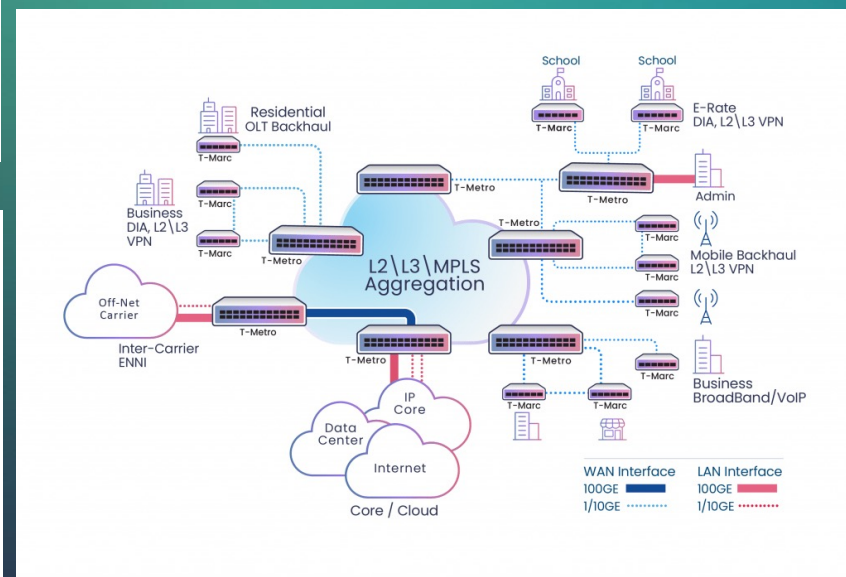 School
School
T-Marc
T-Marc
E-Rate
DIA, L2\L3 VPN
Residential
OLT Backhaul
T-Marc
T-Metro
T-Metro
Admin
Business
DIA, L2\L3
VPN
T-Marc
T-Marc
T-Metro
T-Metro
T-Marc
T-Marc
Mobile Backhaul
L2\L3 VPN
T-Marc
L2\L3\MPLS
Aggregation
Off-Net
Carrier
T-Metro
Inter-Carrier
ENNI
T-Metro
T-Metro
T-Marc
Business
BroadBand/VoIP
T-Marc
T-Marc
IP
Core
Data
Center
Internet
Core / Cloud
WAN Interface
100GE
1/10GE
LAN Interface
100GE
1/10GE